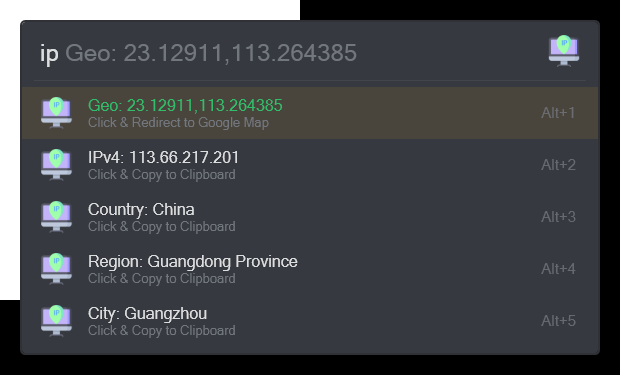 ip Geo: 23.12911,113.264385
Geo: 23.12911,113.264385
Click & Redirect to Google Map
Alt+1
IPv4: 113.66.217.201
Click & Copy to Clipboard
Alt+2
Country: China
Click & Copy to Clipboard
Alt+3
Region: Guangdong Province
Click & Copy to Clipboard
Alt+4
City: Guangzhou
Click & Copy to Clipboard
Alt+5